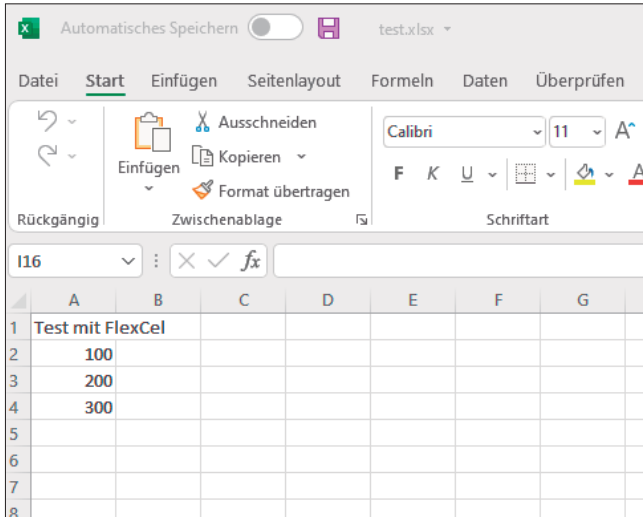 Automatisches Speichern test.xlsx
Datei Start Einfügen Seitenlayout Formeln Daten Überprüfen
Ausschneiden
Einfügen Kopieren
Format übertragen
Calibri 11 A
F K U A
Rückgängig Zwischenablage Schriftart
I16 fx
A B C D E F G
1 Test mit FlexCel
2 100
3 200
4 300
5
6
7
8